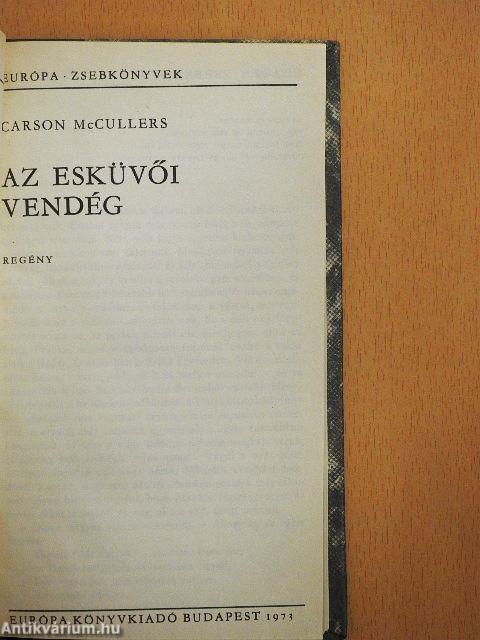 EURÓPA · ZSEBKÖNYVEK
CARSON McCULLERS
AZ ESKÜVŐI
VENDÉG
REGÉNY
EURÓPA KÖNYVKIADÓ BUDAPEST 1973
Antikvarium.hu